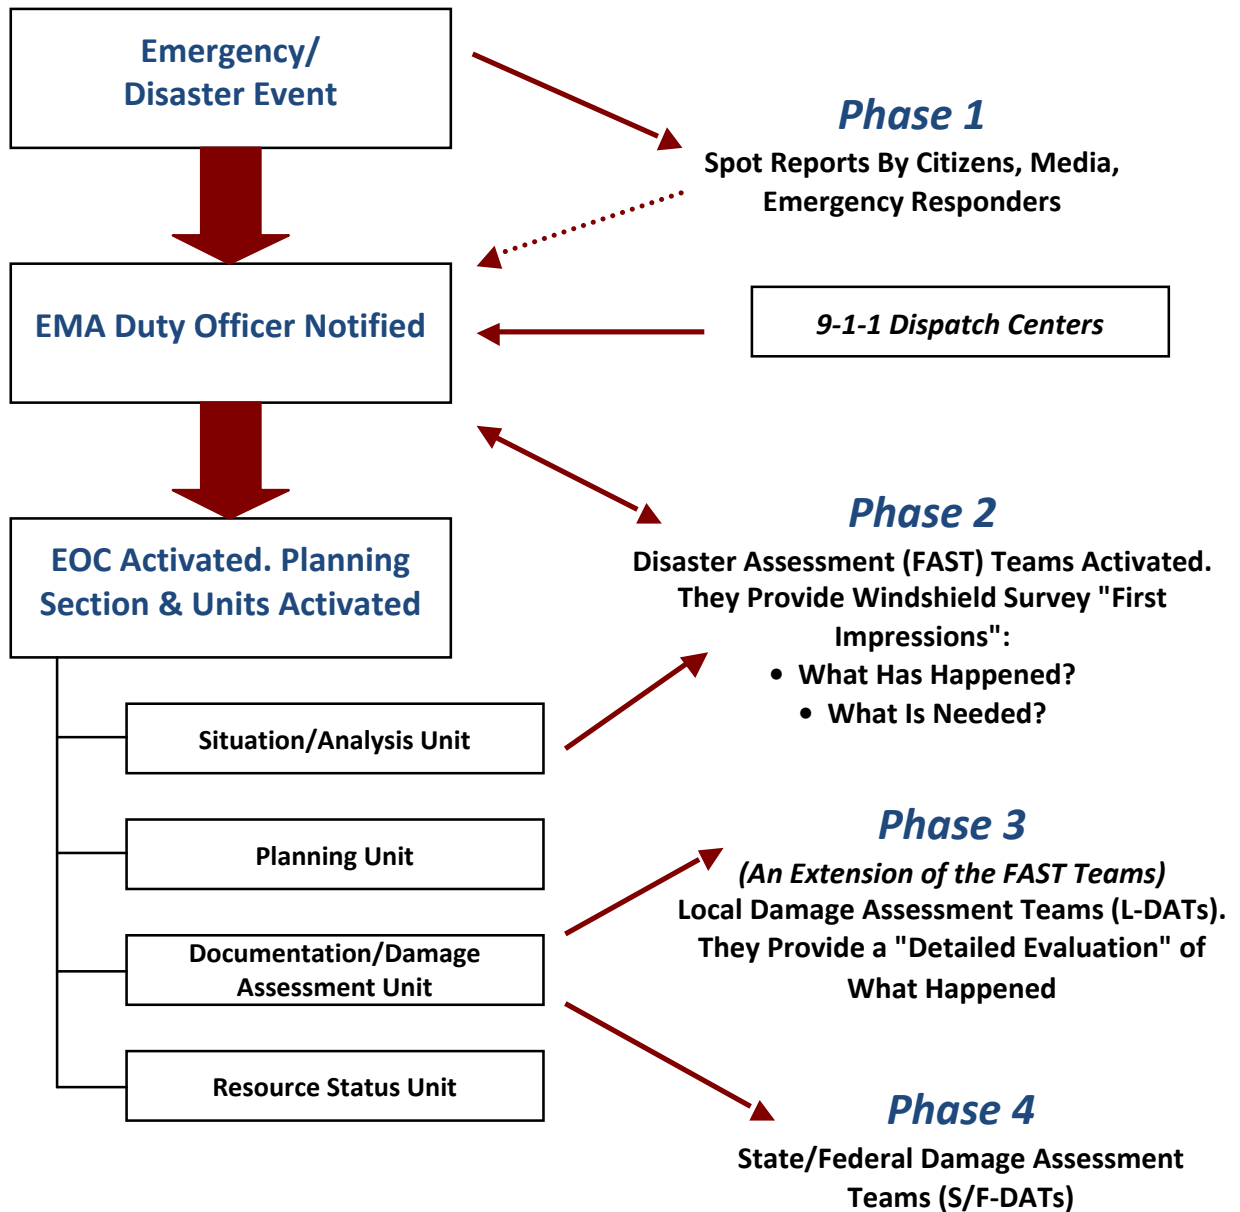 Emergency/
Disaster Event
Phase 1
Spot Reports By Citizens, Media,
Emergency Responders
EMA Duty Officer Notified
9-1-1 Dispatch Centers
EOC Activated. Planning
Section & Units Activated
Phase 2
Disaster Assessment (FAST) Teams Activated.
They Provide Windshield Survey "First
Impressions":
• What Has Happened?
• What Is Needed?
Situation/Analysis Unit
Planning Unit
Documentation/Damage
Assessment Unit
Resource Status Unit
Phase 3
(An Extension of the FAST Teams)
Local Damage Assessment Teams (L-DATs).
They Provide a "Detailed Evaluation" of
What Happened
Phase 4
State/Federal Damage Assessment
Teams (S/F-DATs)